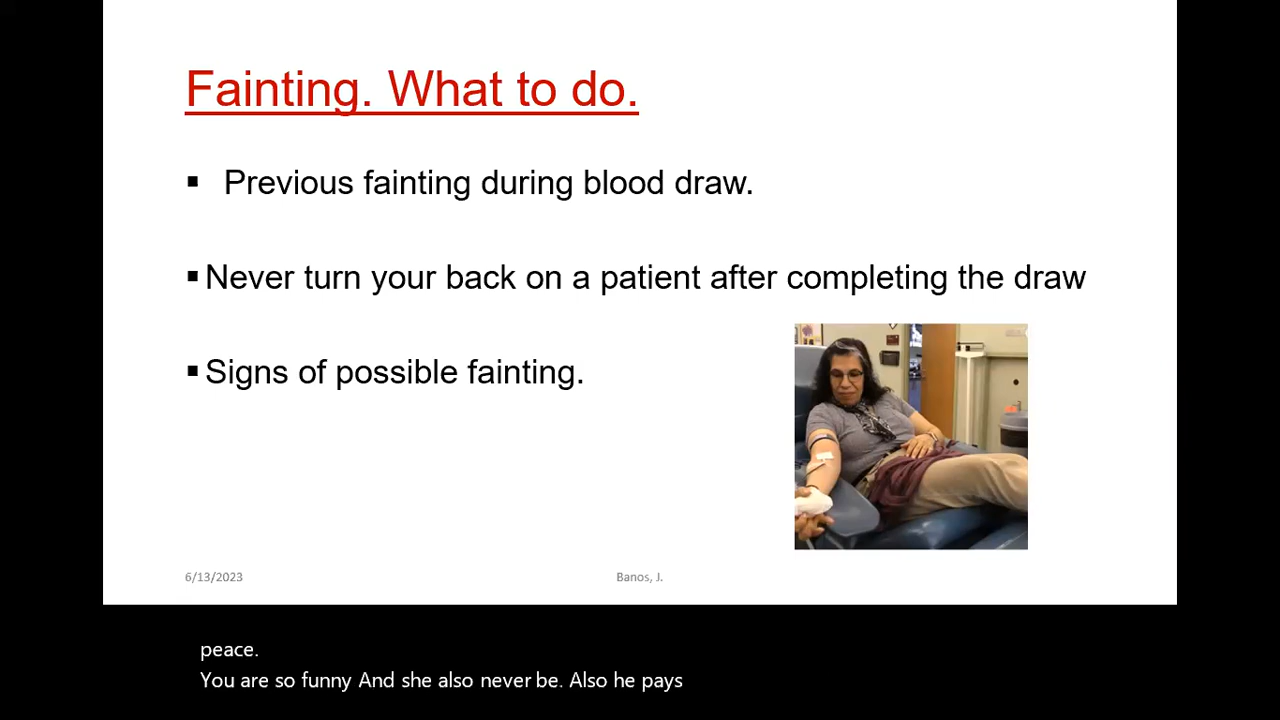 Fainting. What to do.
▪ Previous fainting during blood draw.
▪Never turn your back on a patient after completing the draw
▪Signs of possible fainting.
6/13/2023
Banos, J.
peace.
You are so funny And she also never be. Also he pays